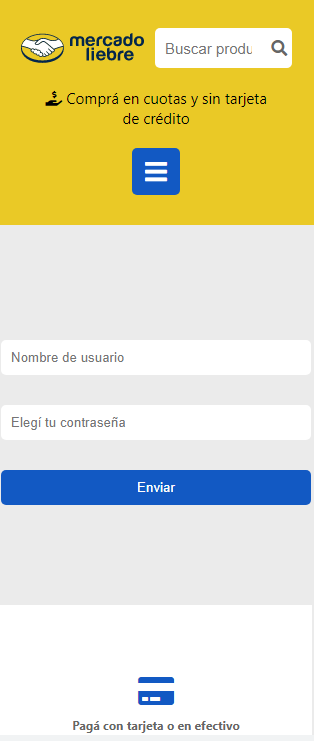 mercado
liebre
Buscar produ
Comprá en cuotas y sin tarjeta
de crédito
Nombre de usuario
Elegí tu contraseña
Enviar
Pagá con tarjeta o en efectivo